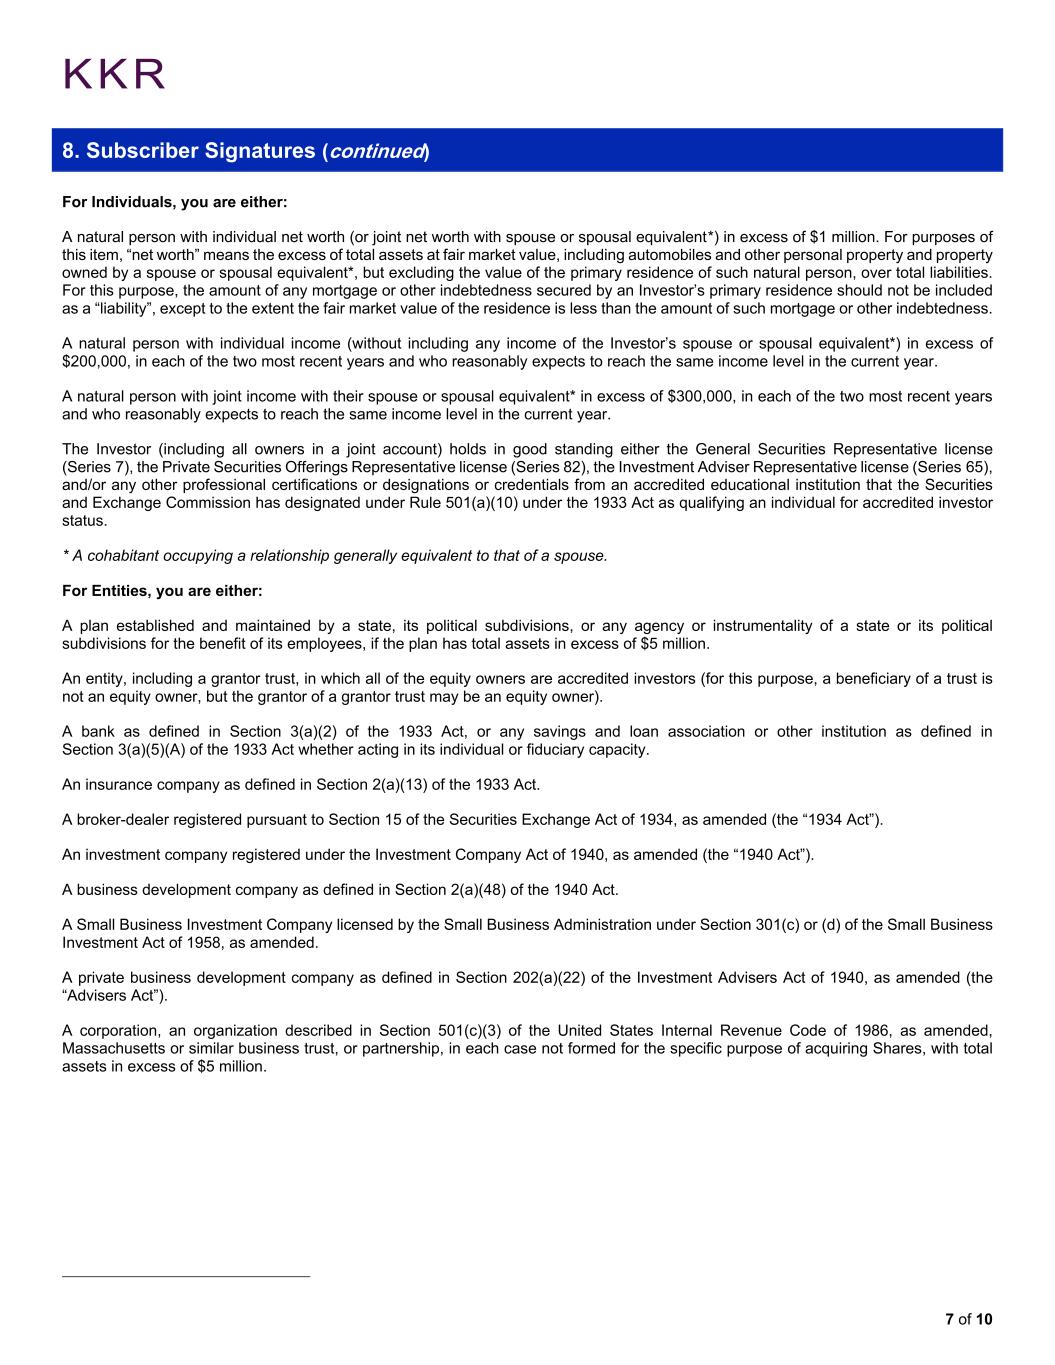 KKR
8. Subscriber Signatures (continued)
For Individuals, you are either:
A natural person with individual net worth (or joint net worth with spouse or spousal equivalent*) in excess of $1 million. For purposes of
this item, “net worth” means the excess of total assets at fair market value, including automobiles and other personal property and property
owned by a spouse or spousal equivalent*, but excluding the value of the primary residence of such natural person, over total liabilities.
For this purpose, the amount of any mortgage or other indebtedness secured by an Investor’s primary residence should not be included
as a “liability”, except to the extent the fair market value of the residence is less than the amount of such mortgage or other indebtedness.
A natural person with individual income (without including any income of the Investor’s spouse or spousal equivalent*) in excess of
$200,000, in each of the two most recent years and who reasonably expects to reach the same income level in the current year.
A natural person with joint income with their spouse or spousal equivalent* in excess of $300,000, in each of the two most recent years
and who reasonably expects to reach the same income level in the current year.
The Investor (including all owners in a joint account) holds in good standing either the General Securities Representative license
(Series 7), the Private Securities Offerings Representative license (Series 82), the Investment Adviser Representative license (Series 65),
and/or any other professional certifications or designations or credentials from an accredited educational institution that the Securities
and Exchange Commission has designated under Rule 501(a)(10) under the 1933 Act as qualifying an individual for accredited investor
status.
* A cohabitant occupying a relationship generally equivalent to that of a spouse.
For Entities, you are either:
A plan established and maintained by a state, its political subdivisions, or any agency or instrumentality of a state or its political
subdivisions for the benefit of its employees, if the plan has total assets in excess of $5 million.
An entity, including a grantor trust, in which all of the equity owners are accredited investors (for this purpose, a beneficiary of a trust is
not an equity owner, but the grantor of a grantor trust may be an equity owner).
A bank as defined in Section 3(a)(2) of the 1933 Act, or any savings and loan association or other institution as defined in
Section 3(a)(5)(A) of the 1933 Act whether acting in its individual or fiduciary capacity.
An insurance company as defined in Section 2(a)(13) of the 1933 Act.
A broker-dealer registered pursuant to Section 15 of the Securities Exchange Act of 1934, as amended (the “1934 Act”).
An investment company registered under the Investment Company Act of 1940, as amended (the “1940 Act”).
A business development company as defined in Section 2(a)(48) of the 1940 Act.
A Small Business Investment Company licensed by the Small Business Administration under Section 301(c) or (d) of the Small Business
Investment Act of 1958, as amended.
A private business development company as defined in Section 202(a)(22) of the Investment Advisers Act of 1940, as amended (the
“Advisers Act”).
A corporation, an organization described in Section 501(c)(3) of the United States Internal Revenue Code of 1986, as amended,
Massachusetts or similar business trust, or partnership, in each case not formed for the specific purpose of acquiring Shares, with total
assets in excess of $5 million.
7 of 10